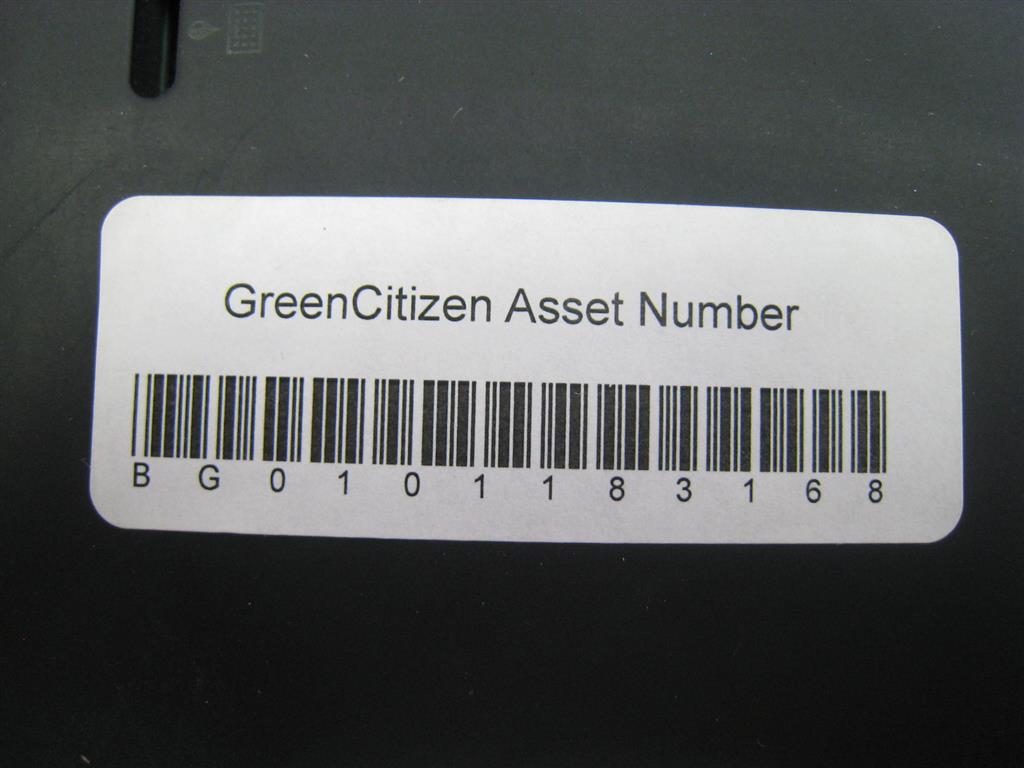 GreenCitizen Asset Number
B G 0 1 0 1 1 8 3 1 6 8